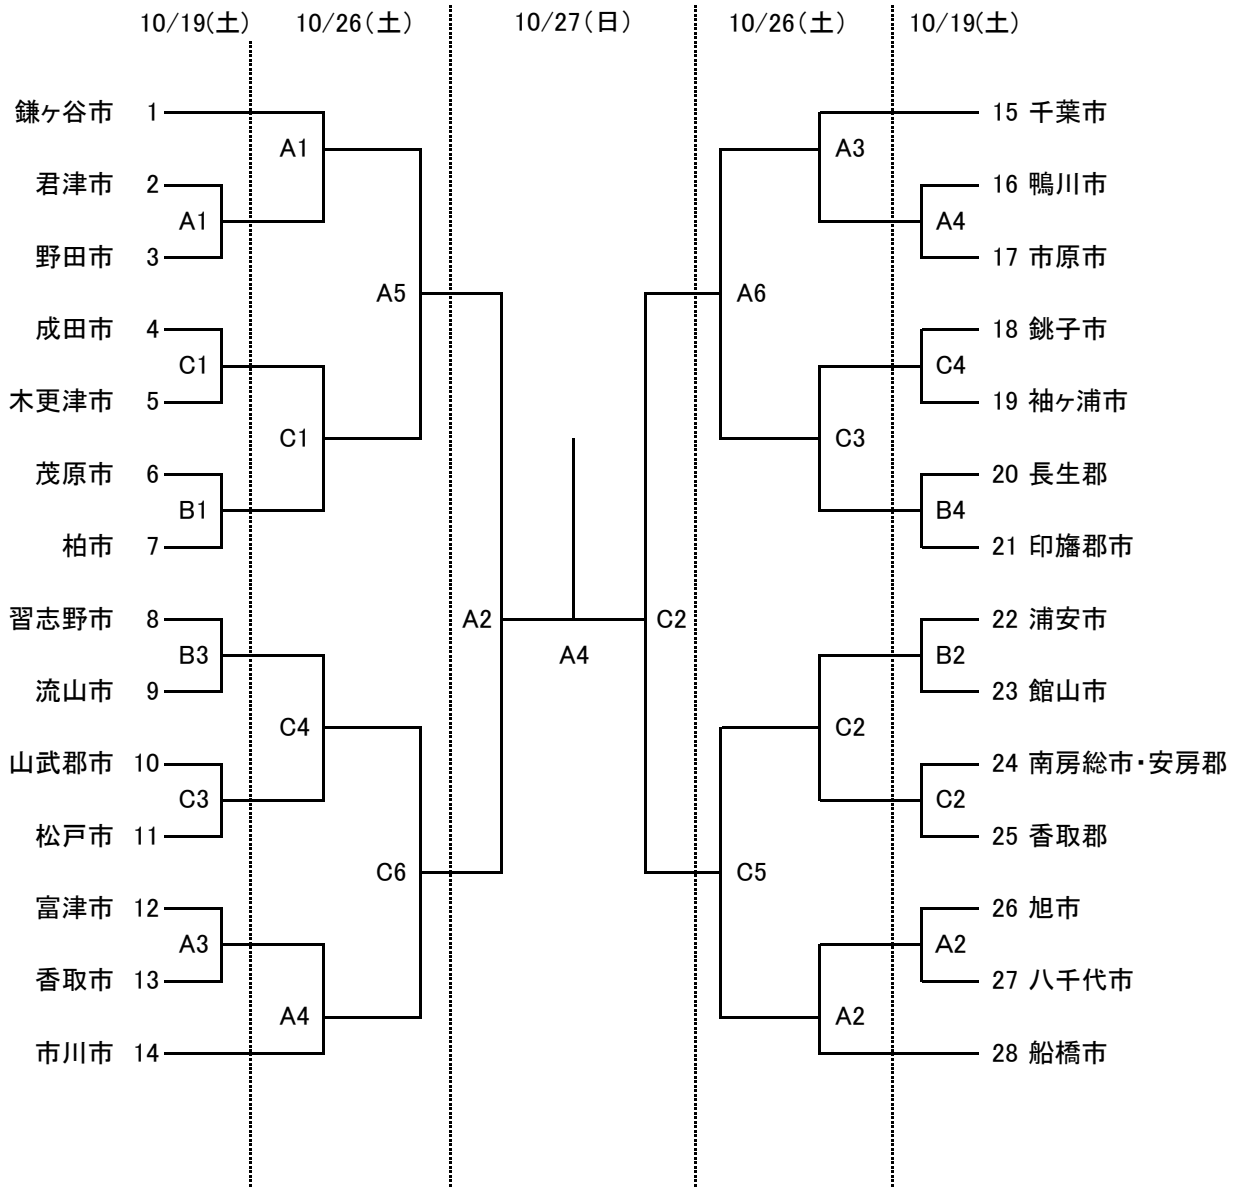 10/19(土) 10/26(土) 10/27(日) 10/26(土) 10/19(土)
鎌ヶ谷市 1 15 千葉市
A1 A3
君津市 2 16 鴨川市
A1 A4
野田市 3 17 市原市
A5 A6
成田市 4 18 銚子市
C1 C4
木更津市 5 19 袖ヶ浦市
C1 C3
茂原市 6 20 長生郡
B1 B4
柏市 7 21 印旛郡市
習志野市 8 A2 C2 22 浦安市
B3 A4 B2
流山市 9 23 館山市
C4 C2
山武郡市 10 24 南房総市・安房郡
C3 C2
松戸市 11 25 香取郡
C6 C5
富津市 12 26 旭市
A3 A2
香取市 13 27 八千代市
A4 A2
市川市 14 28 船橋市